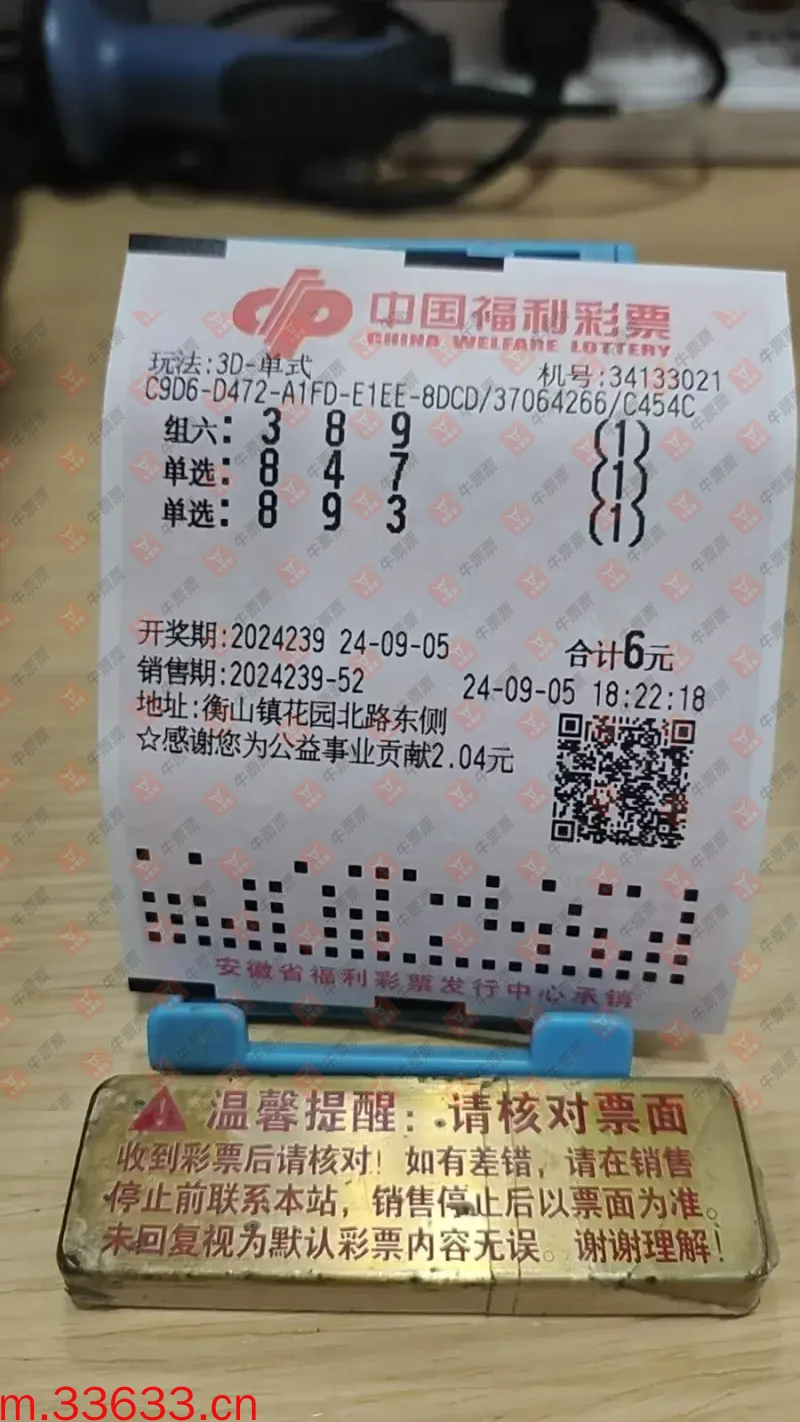 中国福利彩票
CHINA WELFARE LOTTERY
玩法:3D-单式 机号:34133021
C9D6-D472-A1FD-E1EE-8DCD/37064266/C454C
组六: 3 8 9 (1)
单选: 8 4 7 (1)
单选: 8 9 3 (1)
开奖期:2024239 24-09-05 合计6元
销售期:2024239-52 24-09-05 18:22:18
地址:衡山镇花园北路东侧
☆感谢您为公益事业贡献2.04元
安徽省福利彩票发行中心承销
温馨提醒:请核对票面
收到彩票后请核对!如有差错,请在销售
停止前联系本站,销售停止后以票面为准。
未回复视为默认彩票内容无误。谢谢理解!
牛票票
m.33633.cn